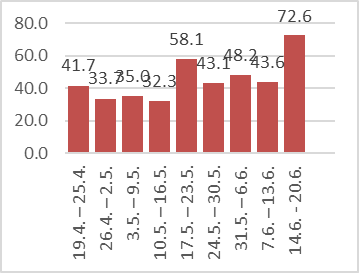 80.0
60.0
40.0
20.0
0.0
41.7
33.7
35.0
32.3
58.1
43.1
48.2
43.6
72.6
19.4. – 25.4.
26.4. – 2.5.
3.5. – 9.5.
10.5. – 16.5.
17.5. – 23.5.
24.5. – 30.5.
31.5. – 6.6.
7.6. – 13.6.
14.6. - 20.6.